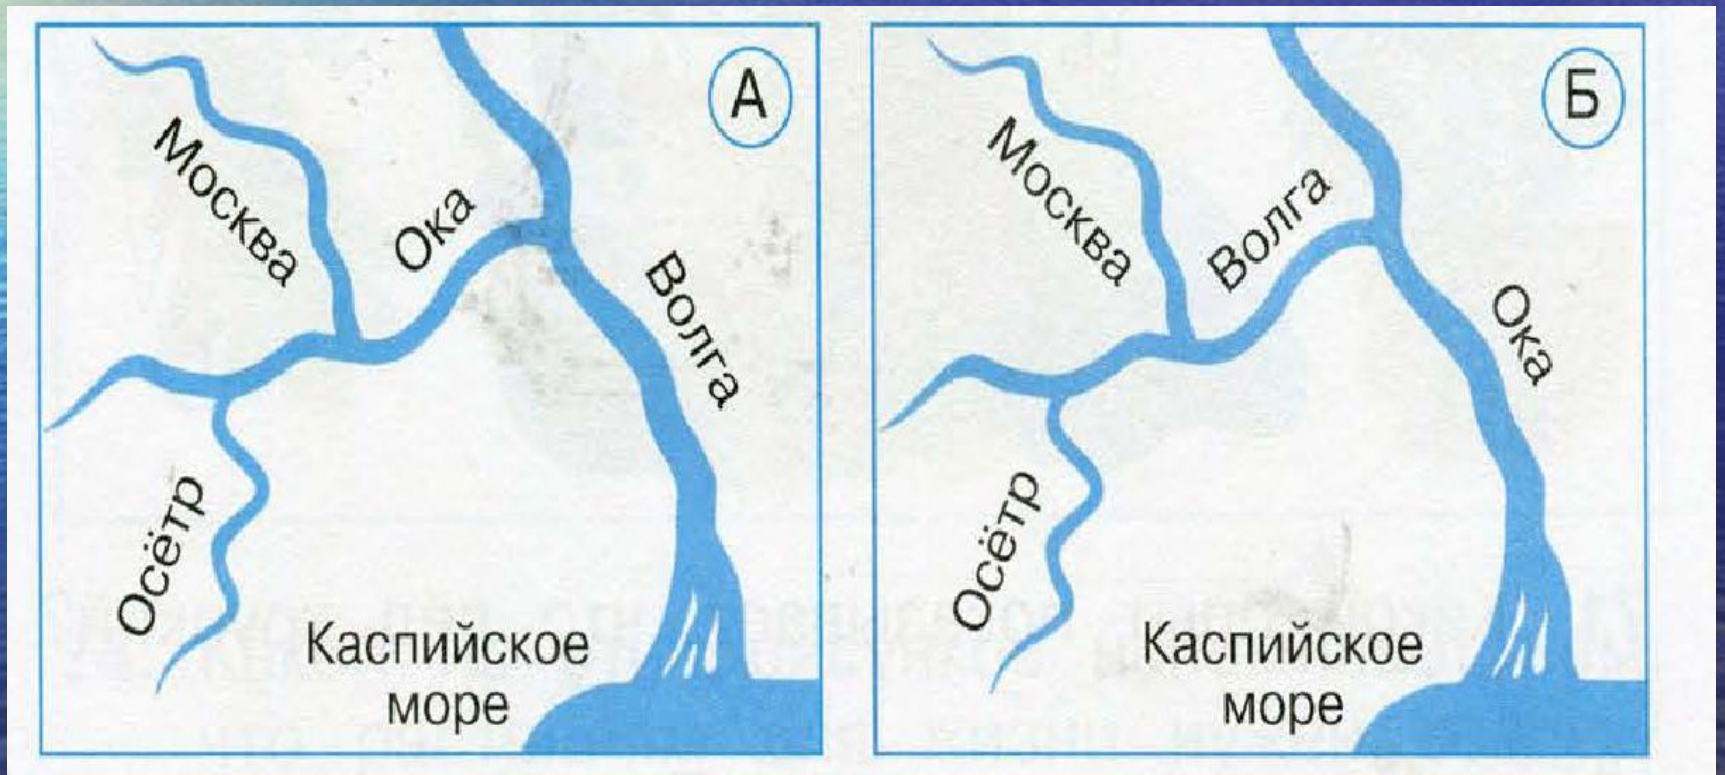 А
Москва
Ока
Волга
Осётр
Каспийское
море
Б
Москва
Волга
Ока
Осётр
Каспийское
море